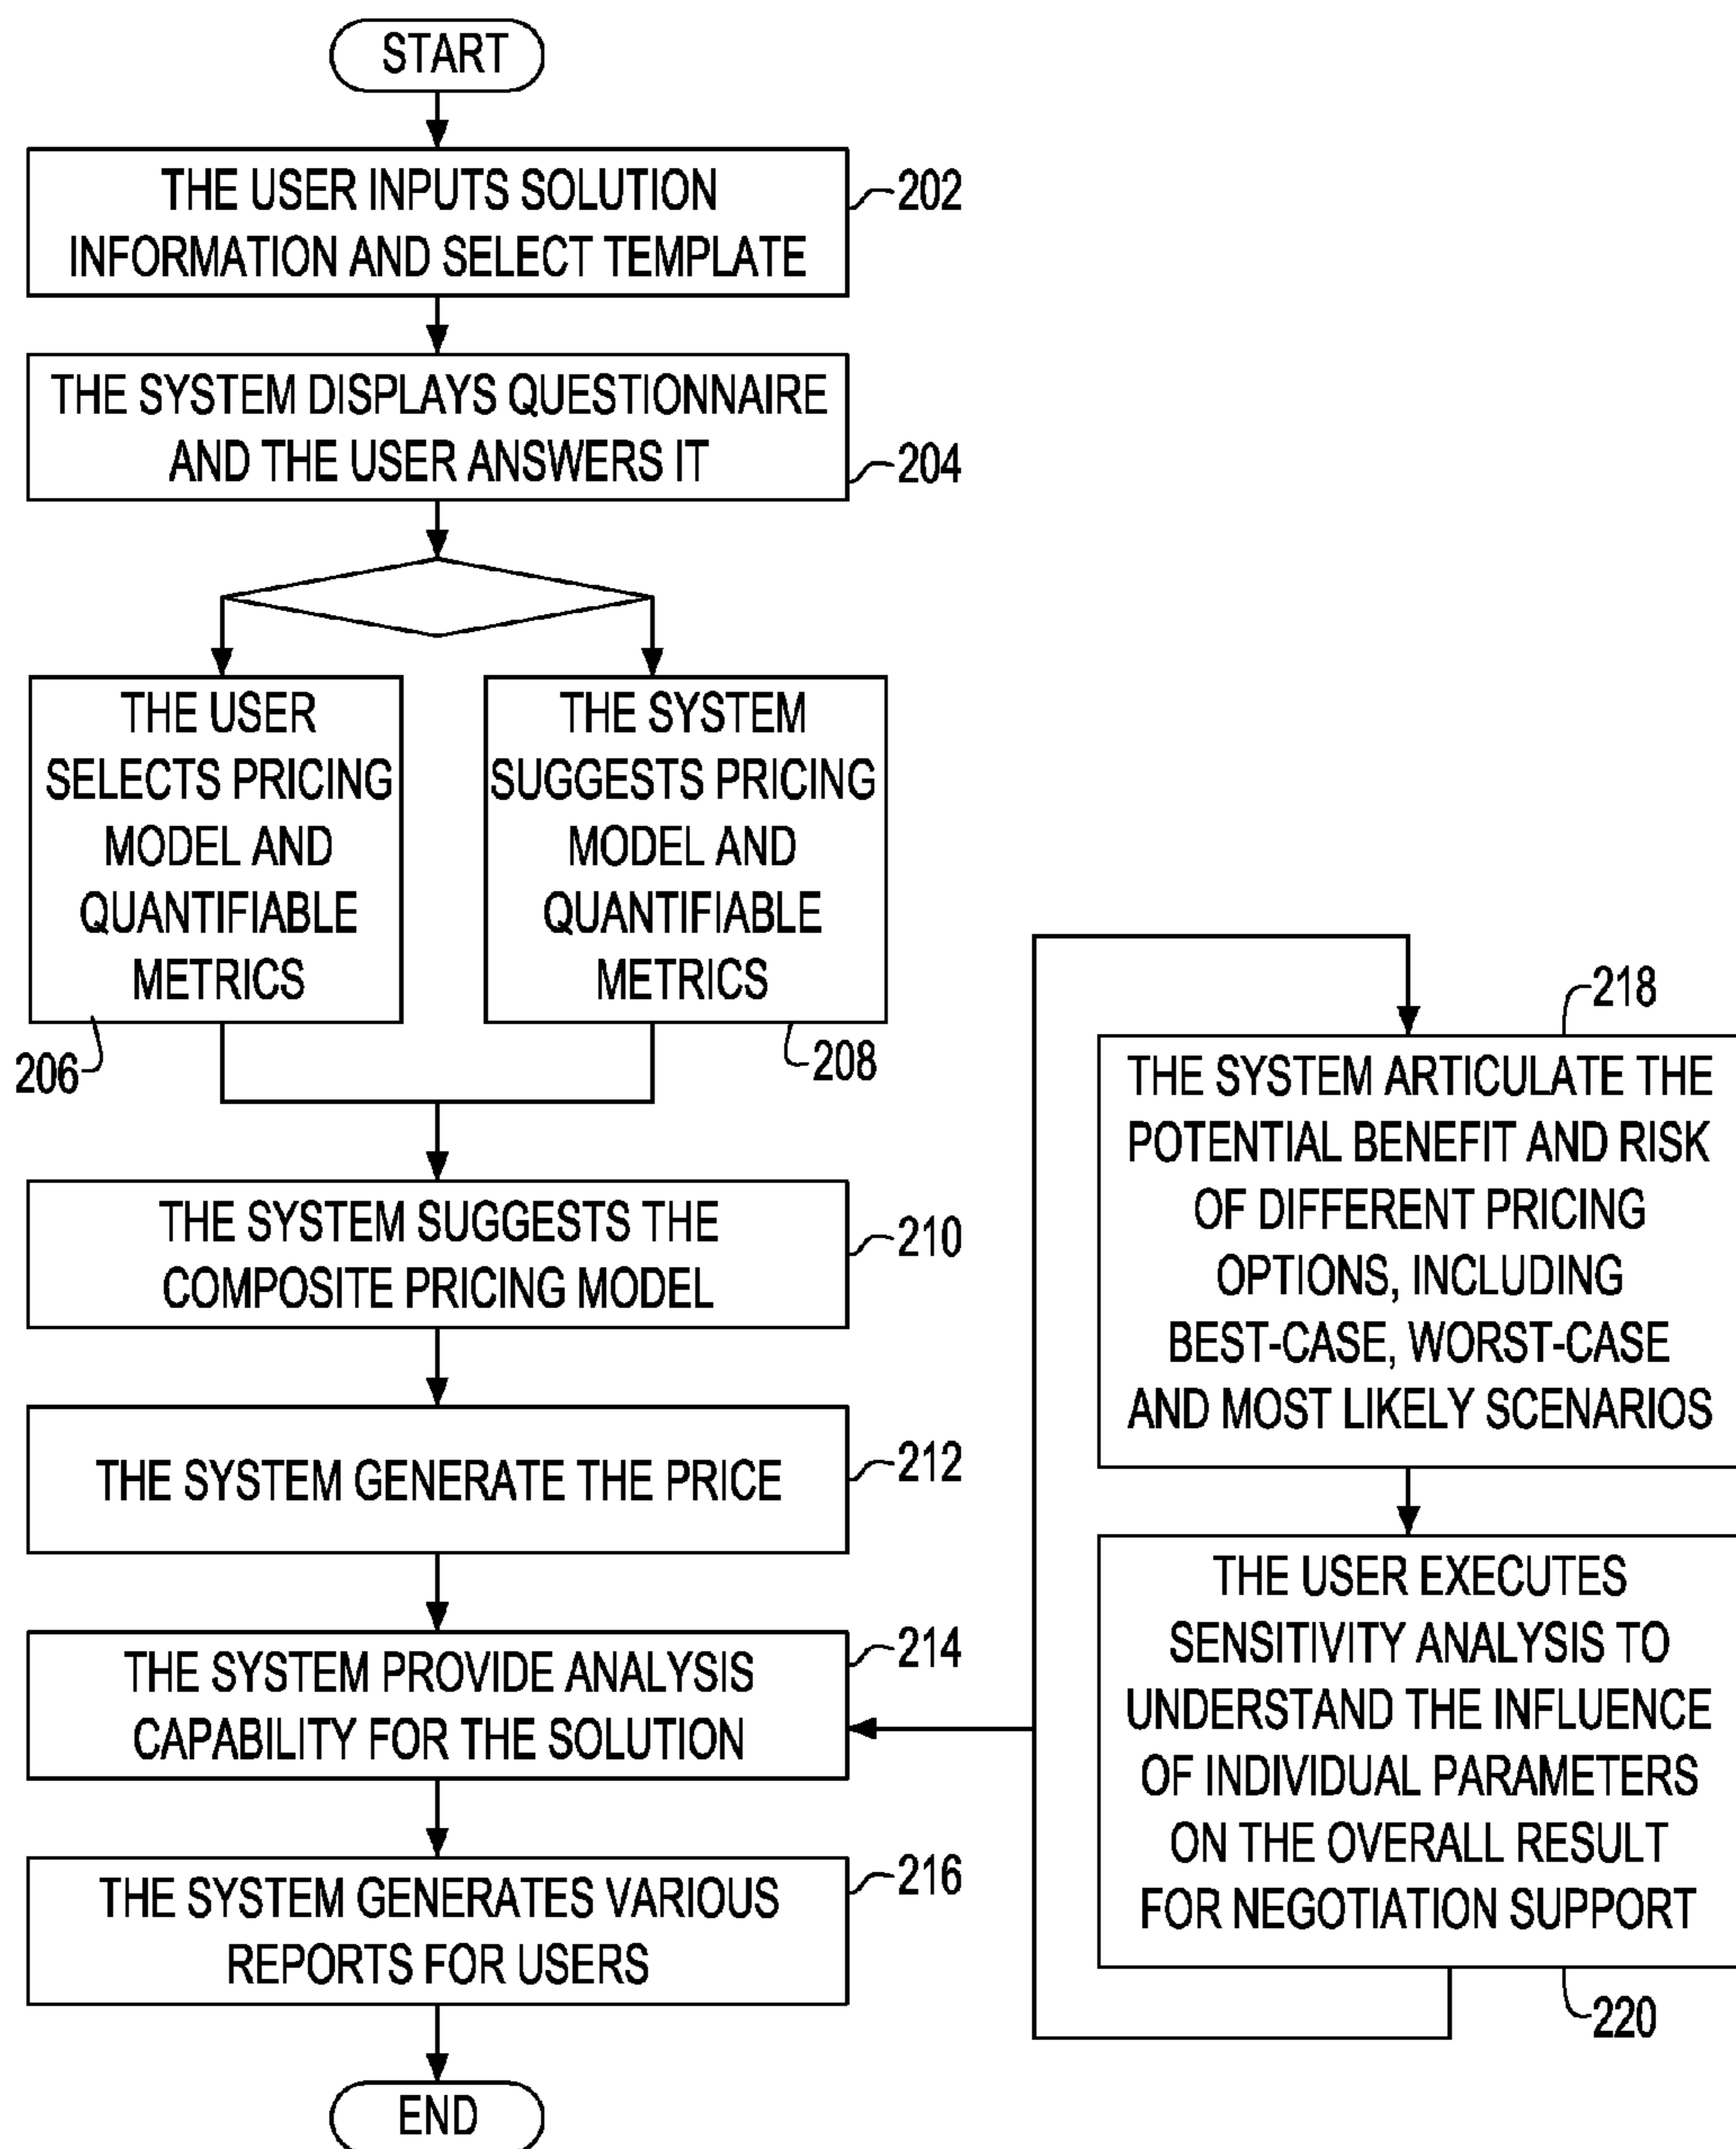 START
THE USER INPUTS SOLUTION
INFORMATION AND SELECT TEMPLATE
202
THE SYSTEM DISPLAYS QUESTIONNAIRE
AND THE USER ANSWERS IT
204
THE USER
SELECTS PRICING
MODEL AND
QUANTIFIABLE
METRICS
206
THE SYSTEM
SUGGESTS PRICING
MODEL AND
QUANTIFIABLE
METRICS
208
THE SYSTEM SUGGESTS THE
COMPOSITE PRICING MODEL
210
THE SYSTEM GENERATE THE PRICE
212
THE SYSTEM PROVIDE ANALYSIS
CAPABILITY FOR THE SOLUTION
214
THE SYSTEM GENERATES VARIOUS
REPORTS FOR USERS
216
END
218
THE SYSTEM ARTICULATE THE
POTENTIAL BENEFIT AND RISK
OF DIFFERENT PRICING
OPTIONS, INCLUDING
BEST-CASE, WORST-CASE
AND MOST LIKELY SCENARIOS
THE USER EXECUTES
SENSITIVITY ANALYSIS TO
UNDERSTAND THE INFLUENCE
OF INDIVIDUAL PARAMETERS
ON THE OVERALL RESULT
FOR NEGOTIATION SUPPORT
220